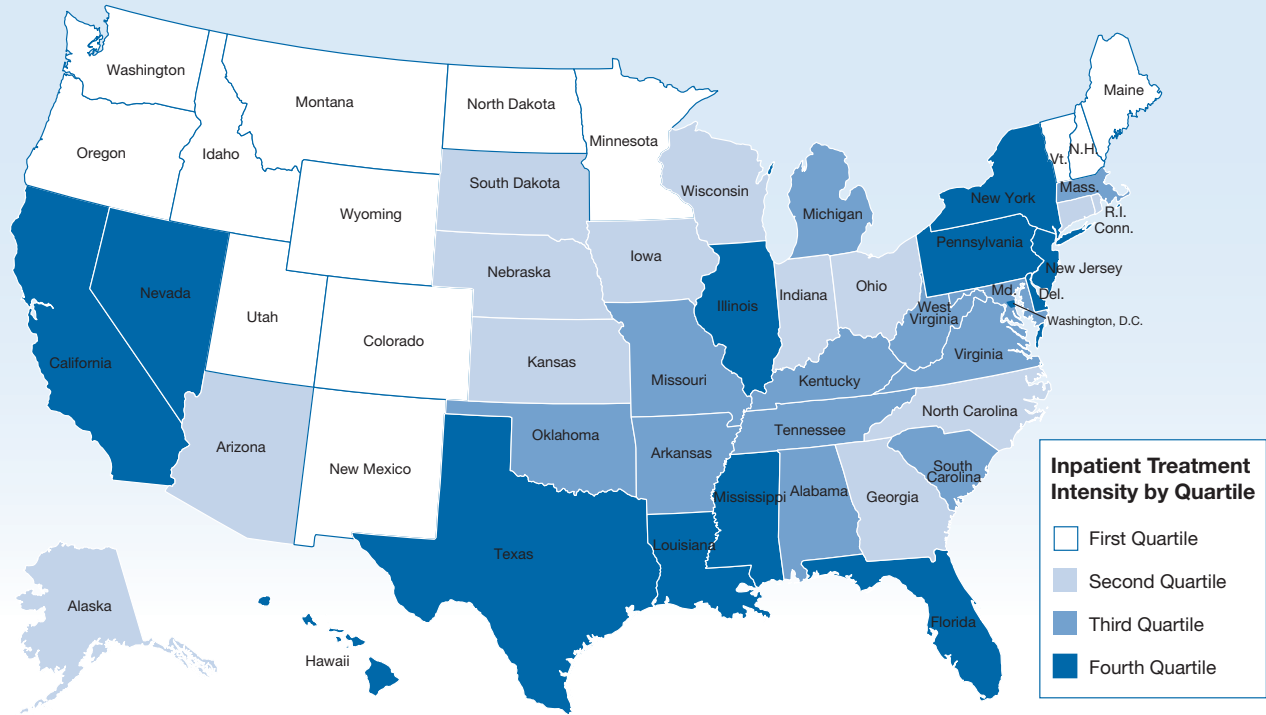 Washington
Montana
North Dakota
Minnesota
Maine
Oregon
Idaho
Vt.
N.H.
South Dakota
Wisconsin
Michigan
New York
Mass.
R.I.
Conn.
Wyoming
Nebraska
Iowa
Pennsylvania
New Jersey
Nevada
Utah
Colorado
Illinois
Indiana
Ohio
Md.
Del.
West
Virginia
Washington, D.C.
California
Kansas
Missouri
Kentucky
Virginia
Arizona
New Mexico
Oklahoma
Arkansas
Tennessee
North Carolina
South
Carolina
Mississippi
Alabama
Georgia
Texas
Louisiana
Florida
Alaska
Hawaii
Inpatient Treatment
Intensity by Quartile
First Quartile
Second Quartile
Third Quartile
Fourth Quartile